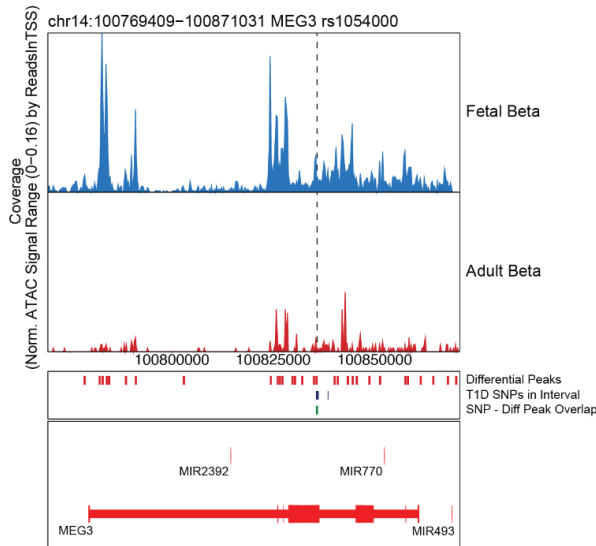 chr14:100769409−100871031 MEG3 rs1054000
Coverage
(Norm. ATAC Signal Range (0−0.16) by ReadsInTSS)
Fetal Beta
Adult Beta
100800000 100825000 100850000
Differential Peaks
T1D SNPs in Interval
SNP - Diff Peak Overlap
MIR2392 MIR770
MEG3 MIR493